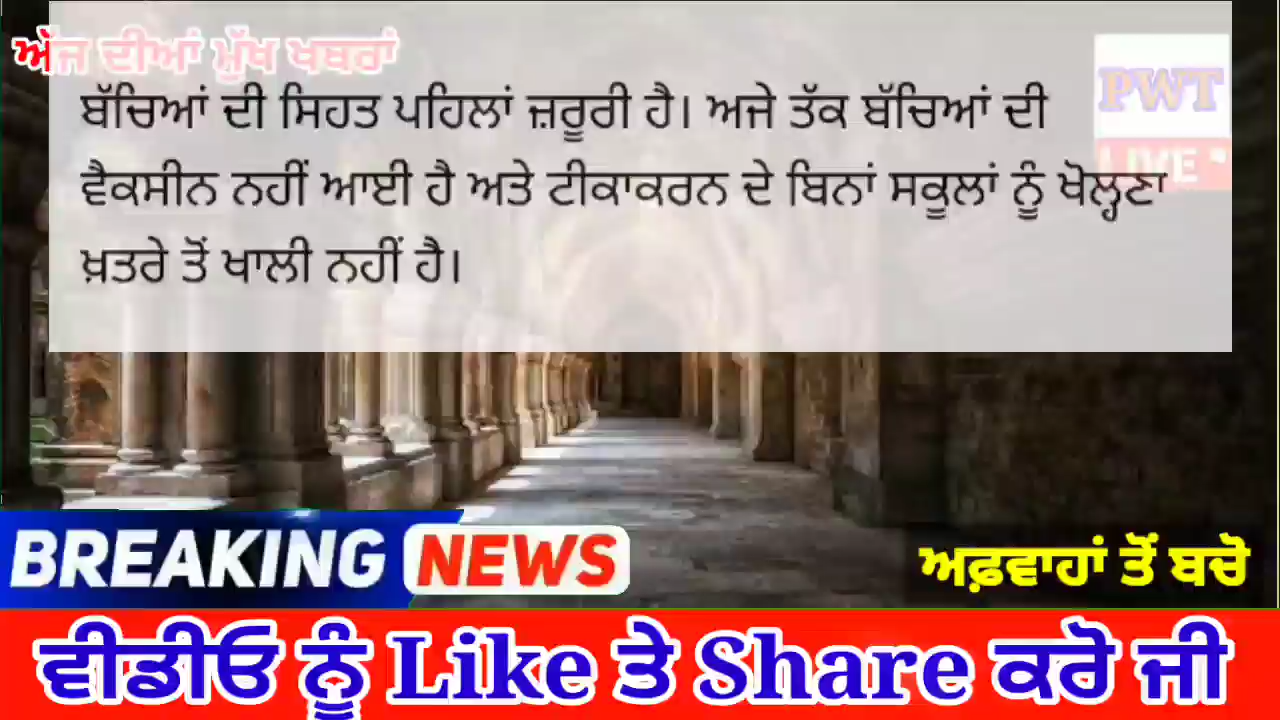 ਅੱਜ ਦੀਆਂ ਮੁੱਖ ਖਬਰਾਂ
PWT
LIVE
ਬੱਚਿਆਂ ਦੀ ਸਿਹਤ ਪਹਿਲਾਂ ਜ਼ਰੂਰੀ ਹੈ। ਅਜੇ ਤੱਕ ਬੱਚਿਆਂ ਦੀ
ਵੈਕਸੀਨ ਨਹੀਂ ਆਈ ਹੈ ਅਤੇ ਟੀਕਾਕਰਨ ਦੇ ਬਿਨਾਂ ਸਕੂਲਾਂ ਨੂੰ ਖੋਲ੍ਹਣਾ
ਖ਼ਤਰੇ ਤੋਂ ਖਾਲੀ ਨਹੀਂ ਹੈ।
BREAKING NEWS
ਅਫ਼ਵਾਹਾਂ ਤੋਂ ਬਚੋ
ਵੀਡੀਓ ਨੂੰ Like ਤੇ Share ਕਰੋ ਜੀ